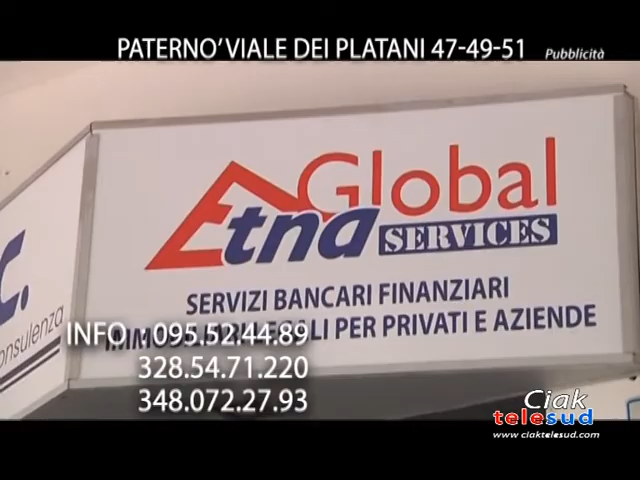 PATERNO' VIALE DEI PLATANI 47-49-51
Pubblicità
Global
Etna
SERVICES
SERVIZI BANCARI FINANZIARI
LEGALI PER PRIVATI E AZIENDE
C.
onsulenza
INFO : 095.52.44.89
328.54.71.220
348.072.27.93
Ciak
telesud
www.ciaktelesud.com